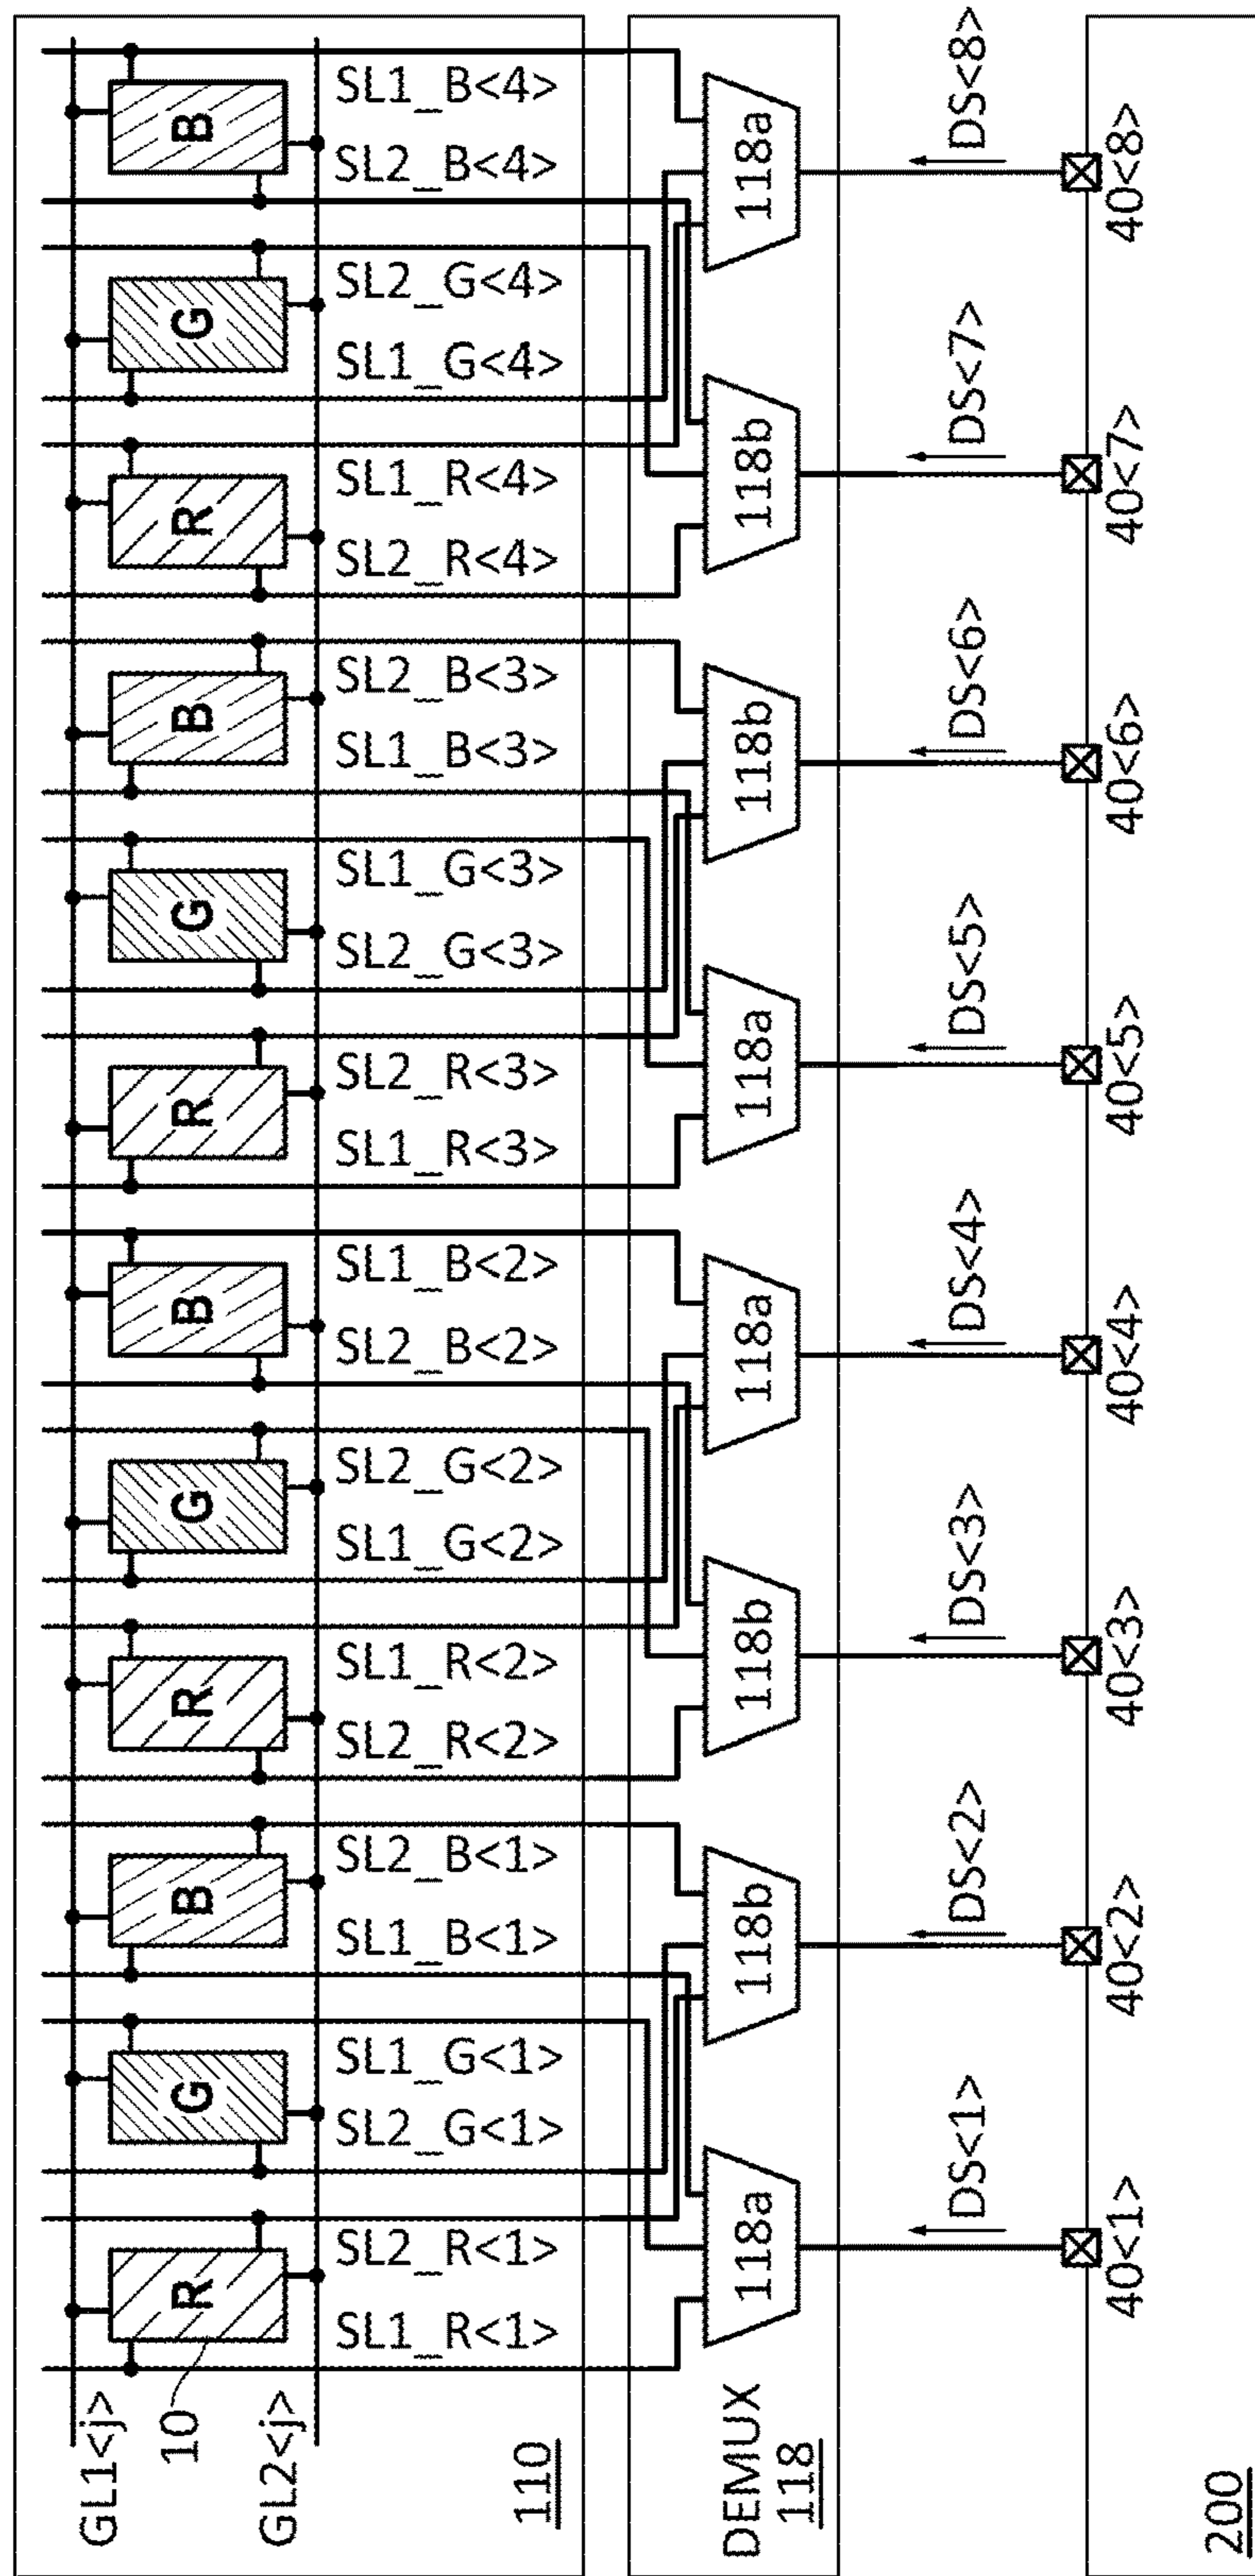 GL1<j>
10
GL2<j>
R G B R G B R G B R G B
SL1_R<1>
SL2_R<1>
SL2_G<1>
SL1_G<1>
SL1_B<1>
SL2_B<1>
SL2_R<2>
SL1_R<2>
SL1_G<2>
SL2_G<2>
SL2_B<2>
SL1_B<2>
SL1_R<3>
SL2_R<3>
SL2_G<3>
SL1_G<3>
SL1_B<3>
SL2_B<3>
SL2_R<4>
SL1_R<4>
SL1_G<4>
SL2_G<4>
SL2_B<4>
SL1_B<4>
110
DEMUX
118
118a 118b 118b 118a 118a 118b 118b 118a
DS<1> DS<2> DS<3> DS<4> DS<5> DS<6> DS<7> DS<8>
40<1> 40<2> 40<3> 40<4> 40<5> 40<6> 40<7> 40<8>
200